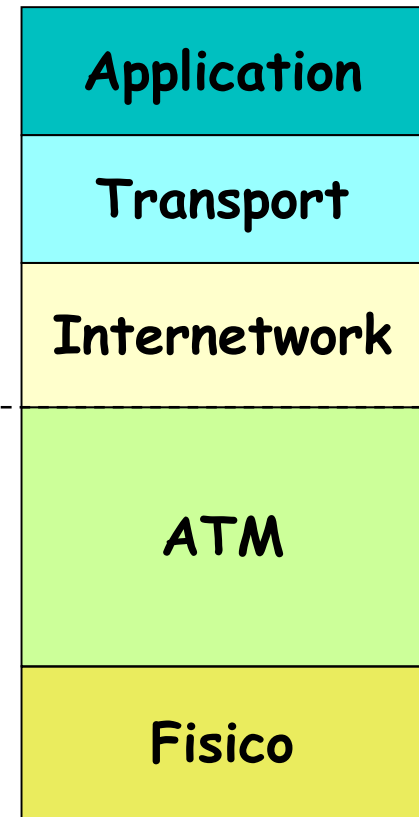 Application
Transport
Internetwork
ATM
Fisico